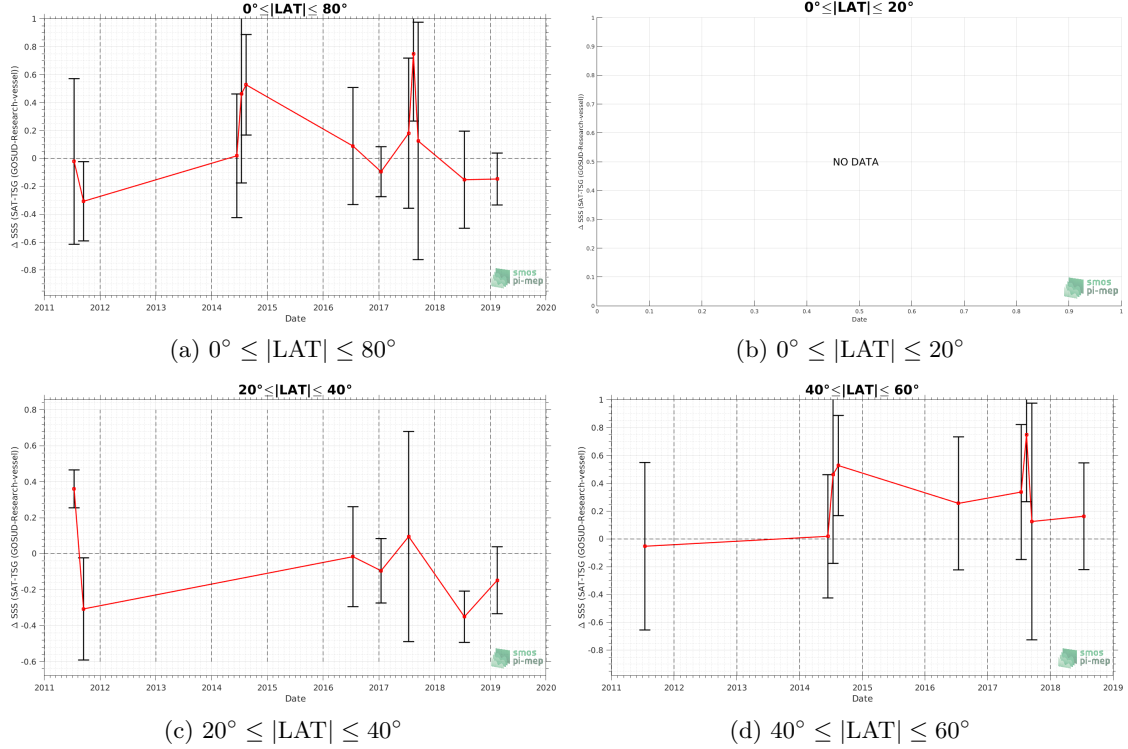 0°≤|LAT|≤ 80°
Δ SSS (SAT-TSG (GOSUD-Research-vessel))
1
0.8
0.6
0.4
0.2
0
-0.2
-0.4
-0.6
-0.8
2011 2012 2013 2014 2015 2016 2017 2018 2019 2020
Date
smos
pi-mep
(a) 0° ≤ |LAT| ≤ 80°
0°≤|LAT|≤ 20°
Δ SSS (SAT-TSG (GOSUD-Research-vessel))
1
0.9
0.8
0.7
0.6
0.5
0.4
0.3
0.2
0.1
0
NO DATA
0 0.1 0.2 0.3 0.4 0.5 0.6 0.7 0.8 0.9 1
Date
smos
pi-mep
(b) 0° ≤ |LAT| ≤ 20°
20°≤|LAT|≤ 40°
Δ SSS (SAT-TSG (GOSUD-Research-vessel))
0.8
0.6
0.4
0.2
0
-0.2
-0.4
-0.6
2011 2012 2013 2014 2015 2016 2017 2018 2019 2020
Date
smos
pi-mep
(c) 20° ≤ |LAT| ≤ 40°
40°≤|LAT|≤ 60°
Δ SSS (SAT-TSG (GOSUD-Research-vessel))
1
0.8
0.6
0.4
0.2
0
-0.2
-0.4
-0.6
-0.8
2011 2012 2013 2014 2015 2016 2017 2018 2019
Date
smos
pi-mep
(d) 40° ≤ |LAT| ≤ 60°